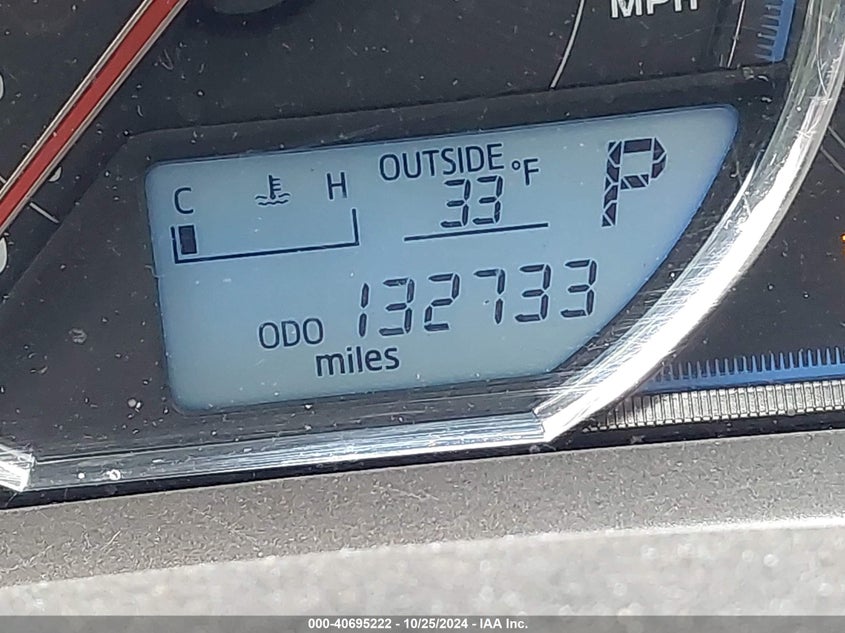 MPH
OUTSIDE
C H 33 °F P
ODO 132733
miles
000-40695222 - 10/25/2024 - IAA Inc.